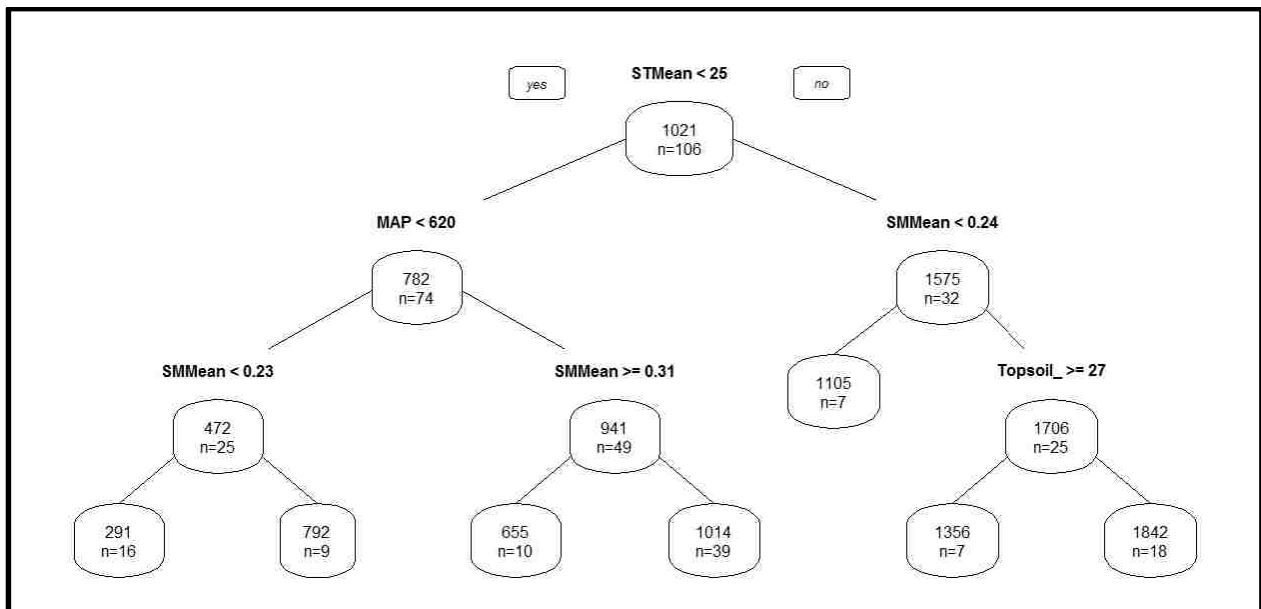 STMean < 25
yes
no
1021
n=106
MAP < 620
SMMean < 0.24
782
n=74
1575
n=32
SMMean < 0.23
SMMean >= 0.31
1105
n=7
Topsoil_ >= 27
472
n=25
941
n=49
1706
n=25
291
n=16
792
n=9
655
n=10
1014
n=39
1356
n=7
1842
n=18